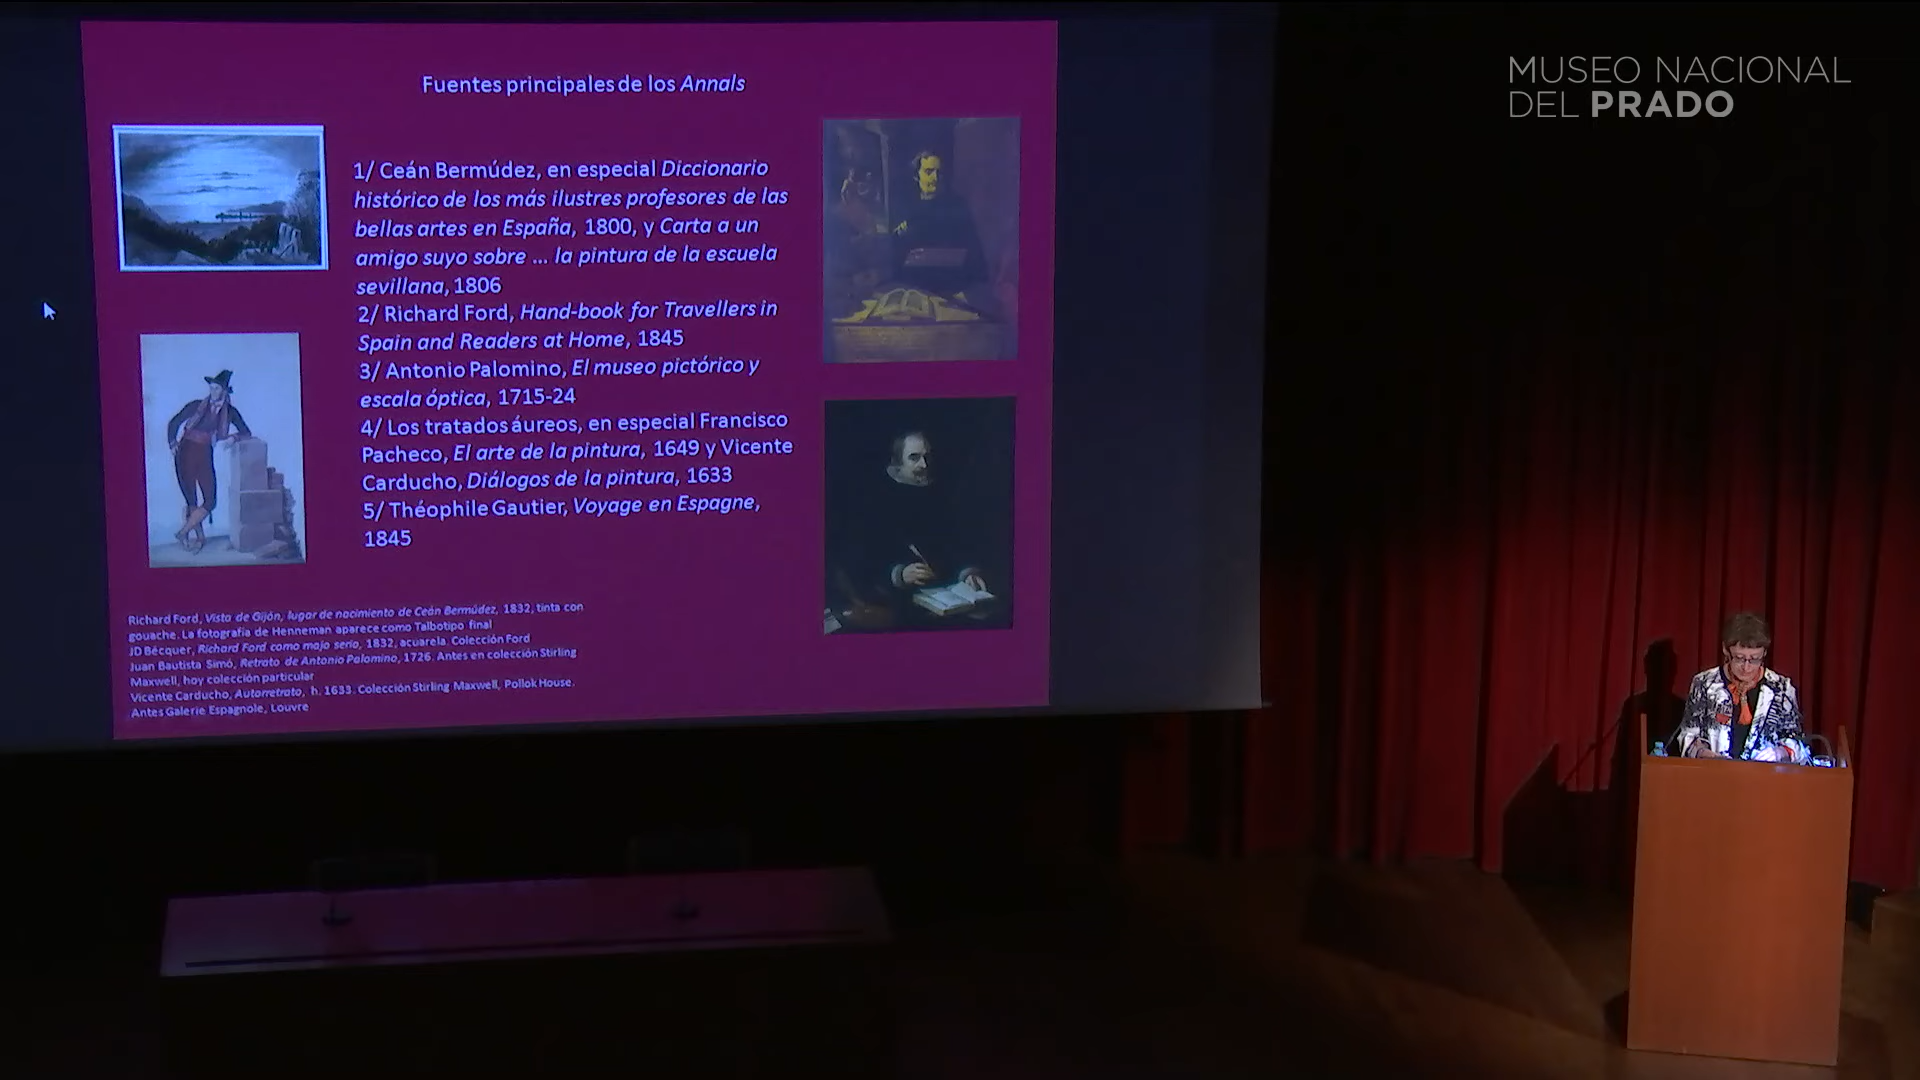 MUSEO NACIONAL
DEL PRADO
Fuentes principales de los Annals
1/ Ceán Bermúdez, en especial Diccionario
histórico de los más ilustres profesores de las
bellas artes en España, 1800, y Carta a un
amigo suyo sobre ... la pintura de la escuela
sevillana, 1806
2/ Richard Ford, Hand-book for Travellers in
Spain and Readers at Home, 1845
3/ Antonio Palomino, El museo pictórico y
escala óptica, 1715-24
4/ Los tratados áureos, en especial Francisco
Pacheco, El arte de la pintura, 1649 y Vicente
Carducho, Diálogos de la pintura, 1633
5/ Théophile Gautier, Voyage en Espagne,
1845
Richard Ford, Vista de Gijón, lugar de nacimiento de Ceán Bermúdez, 1832, tinta con
gouache. La fotografía de Henneman aparece como Talbotipo final
JD Bécquer, Richard Ford como majo serio, 1832, acuarela. Colección Ford
Juan Bautista Simó, Retrato de Antonio Palomino, 1726. Antes en colección Stirling
Maxwell, hoy colección particular
Vicente Carducho, Autorretrato, h. 1633. Colección Stirling Maxwell, Pollok House.
Antes Galerie Espagnole, Louvre